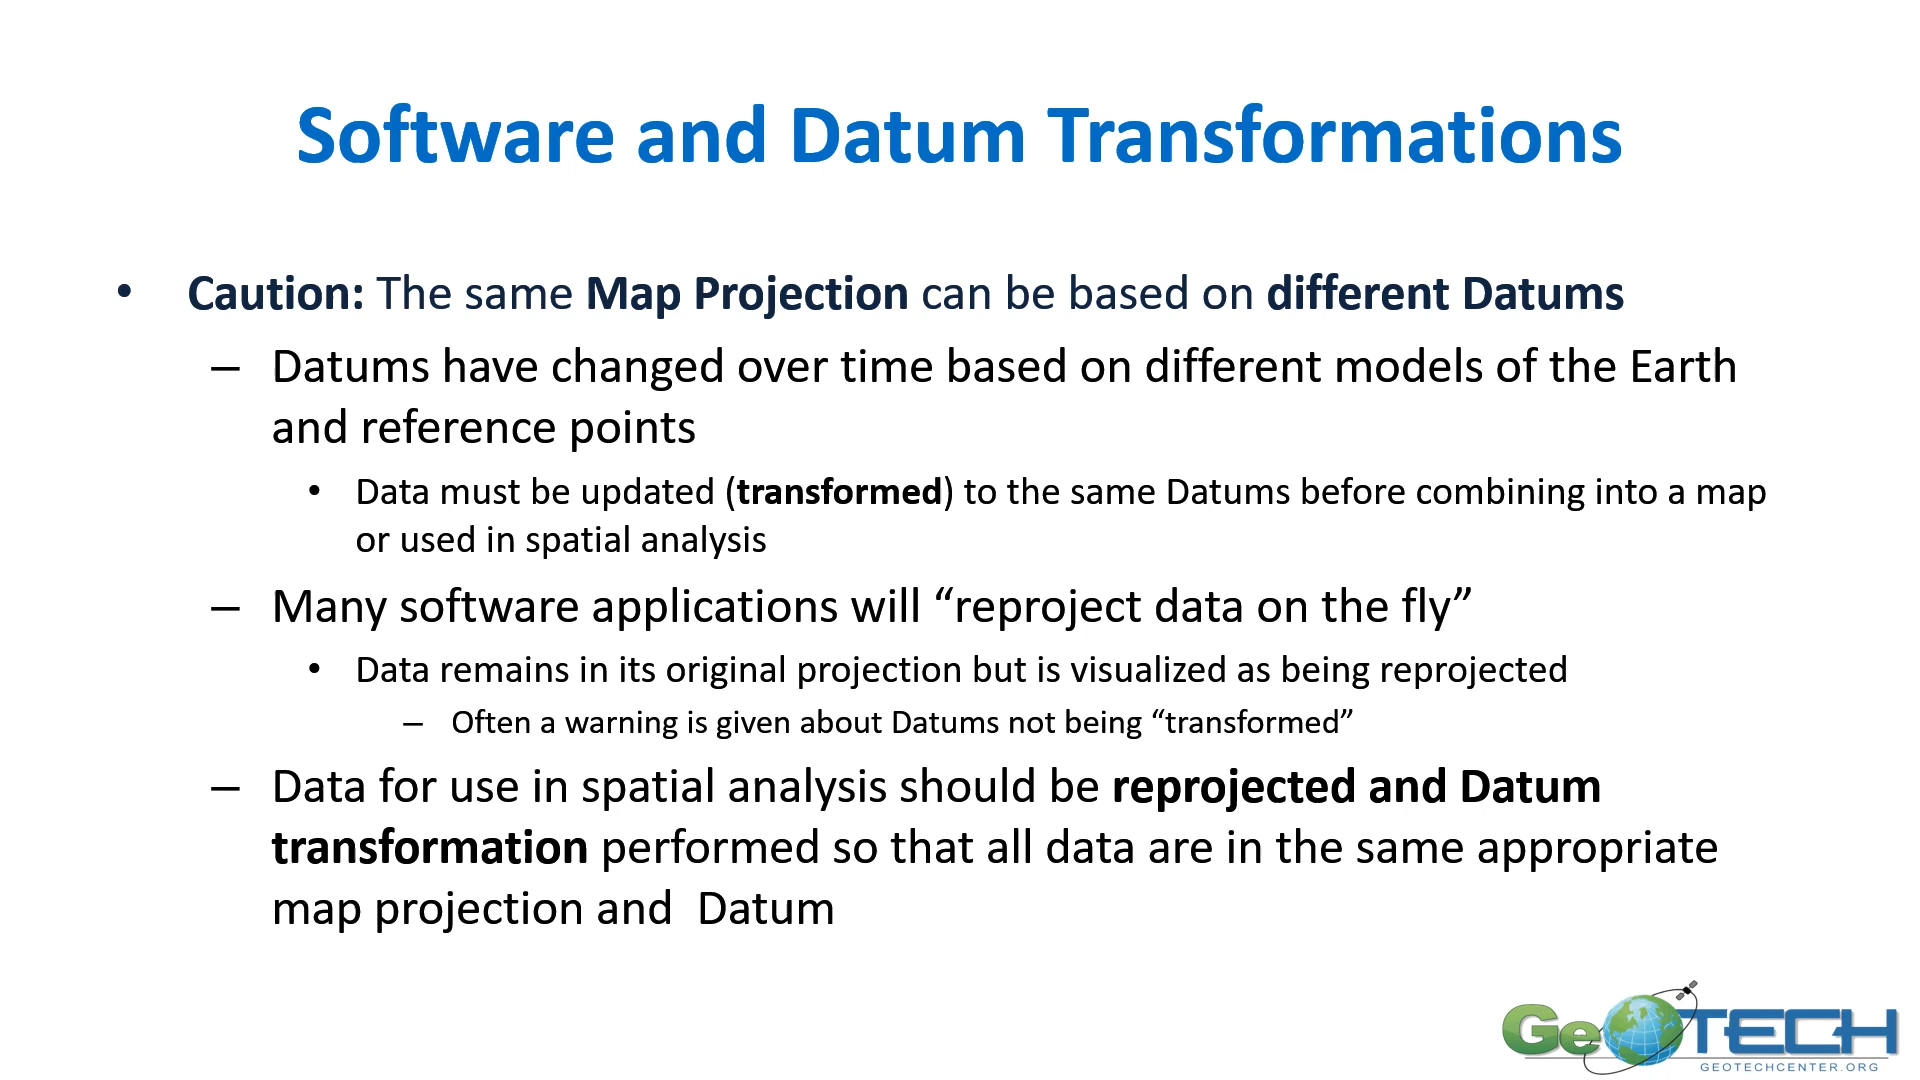 Software and Datum Transformations
• Caution: The same Map Projection can be based on different Datums
– Datums have changed over time based on different models of the Earth
and reference points
• Data must be updated (transformed) to the same Datums before combining into a map
or used in spatial analysis
– Many software applications will “reproject data on the fly”
• Data remains in its original projection but is visualized as being reprojected
– Often a warning is given about Datums not being “transformed”
– Data for use in spatial analysis should be reprojected and Datum
transformation performed so that all data are in the same appropriate
map projection and  Datum
GeoTECH
GEOTECHCENTER.ORG